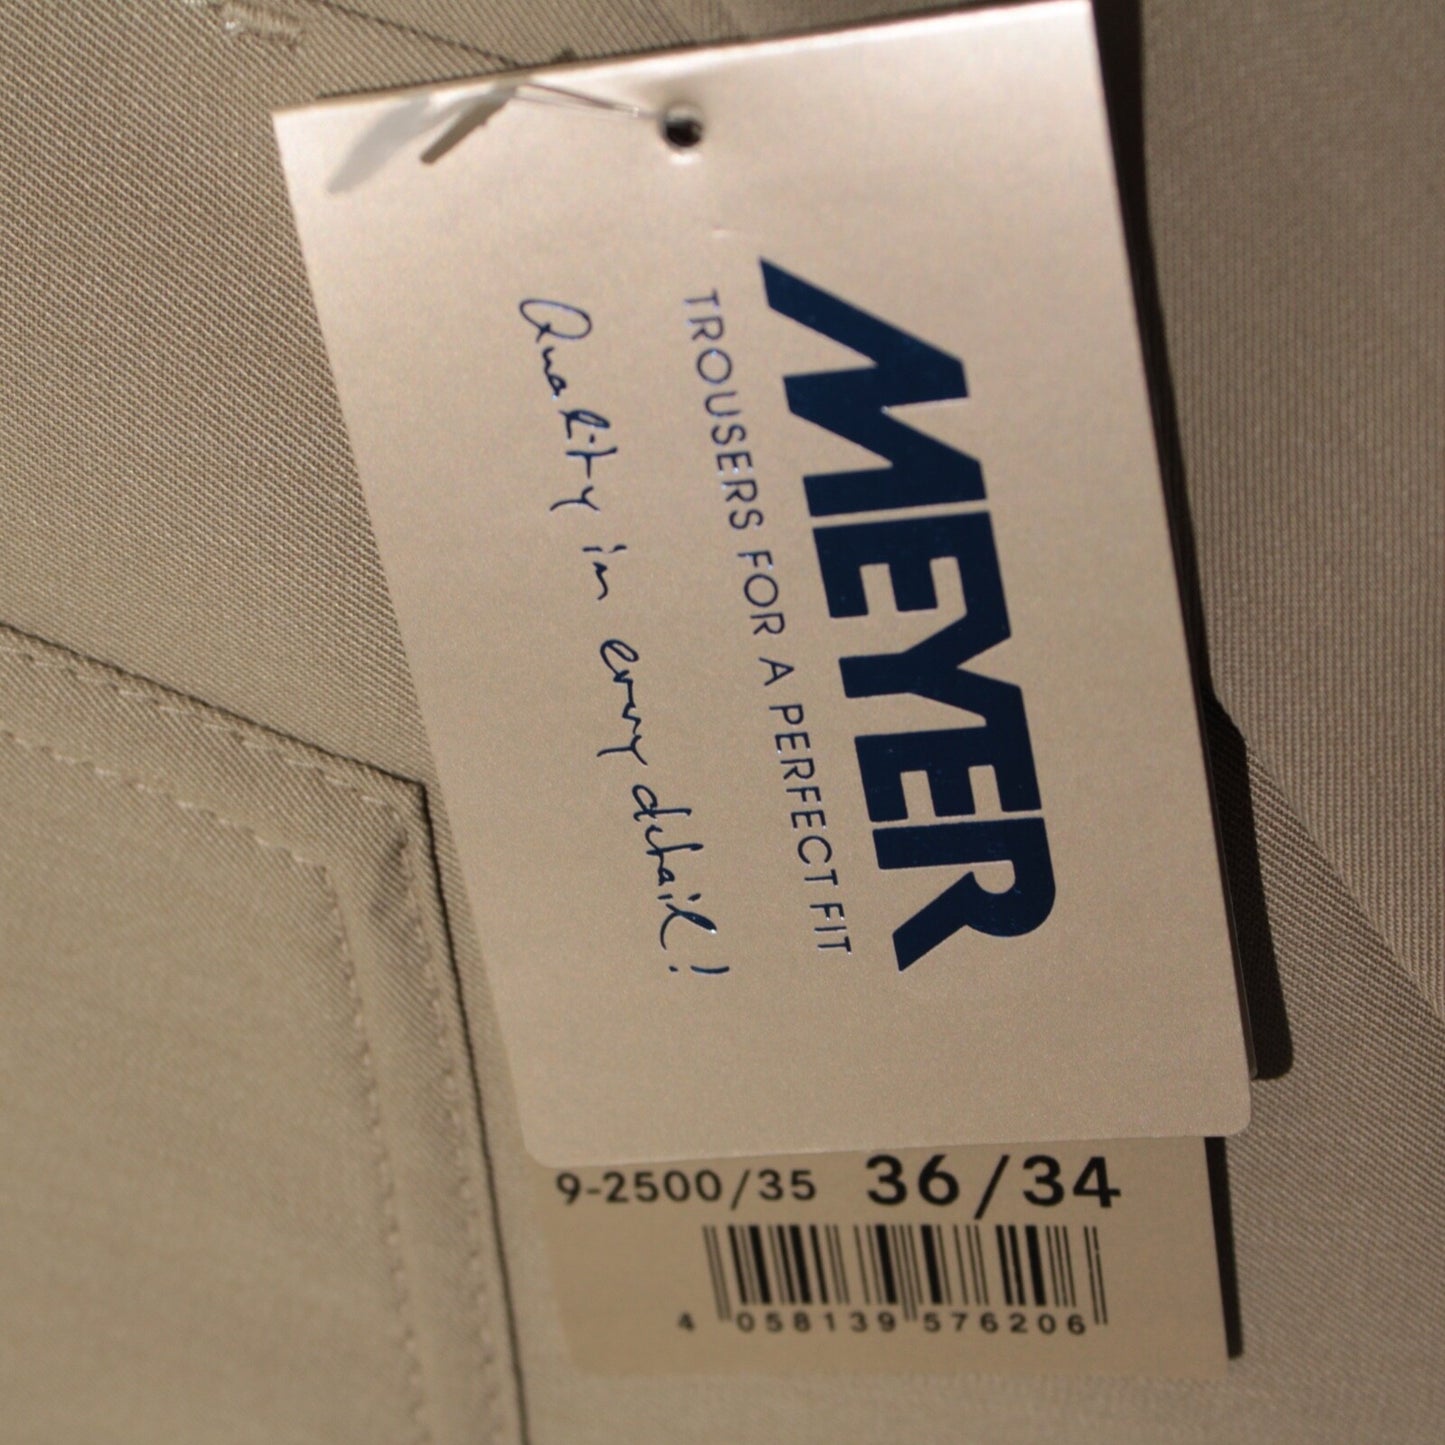 MEYER
TROUSERS FOR A PERFECT FIT
Quality in every detail!
9-2500/35 36/34
4 058139 576206